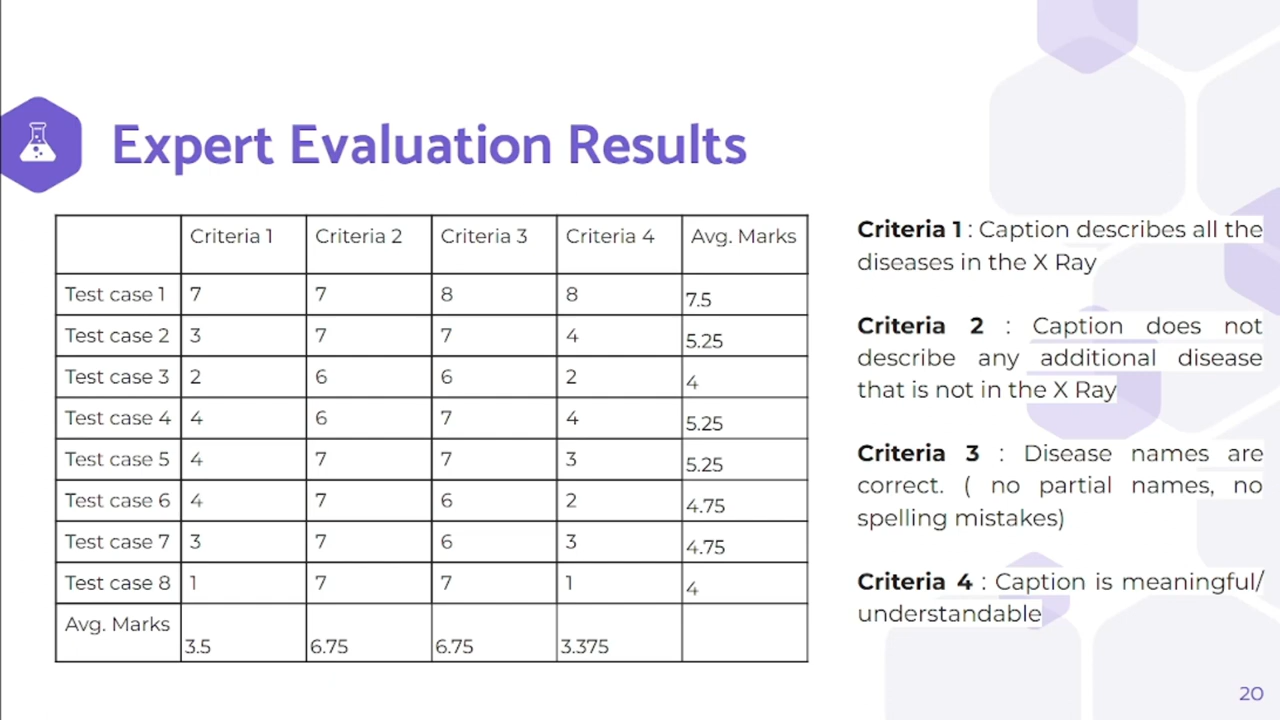 Expert Evaluation Results
Criteria 1 Criteria 2 Criteria 3 Criteria 4 Avg. Marks
Test case 1 7 7 8 8 7.5
Test case 2 3 7 7 4 5.25
Test case 3 2 6 6 2 4
Test case 4 4 6 7 4 5.25
Test case 5 4 7 7 3 5.25
Test case 6 4 7 6 2 4.75
Test case 7 3 7 6 3 4.75
Test case 8 1 7 7 1 4
Avg. Marks 3.5 6.75 6.75 3.375
Criteria 1 : Caption describes all the
diseases in the X Ray
Criteria 2 : Caption does not
describe any additional disease
that is not in the X Ray
Criteria 3 : Disease names are
correct. ( no partial names, no
spelling mistakes)
Criteria 4 : Caption is meaningful/
understandable
20